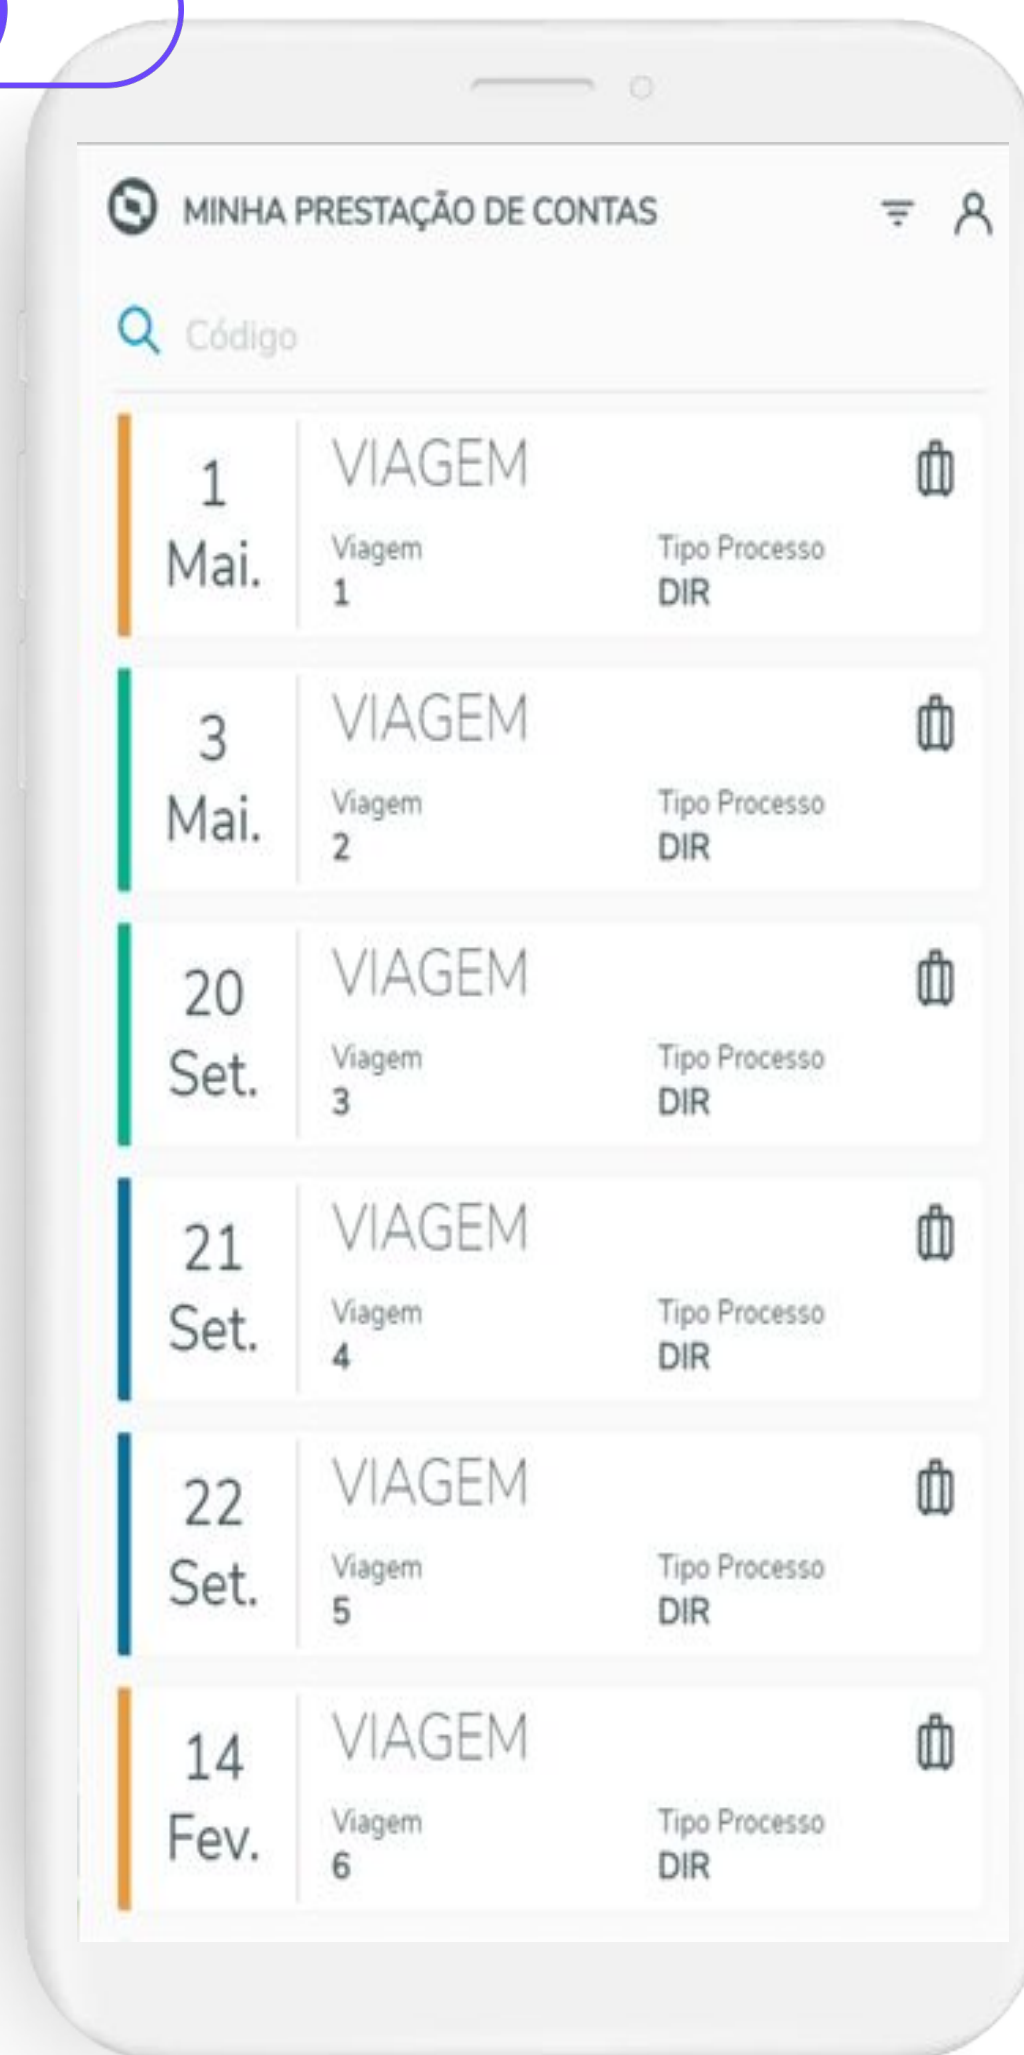 MINHA PRESTAÇÃO DE CONTAS
Código
1
Mai.
VIAGEM
Viagem
1
Tipo Processo
DIR
3
Mai.
VIAGEM
Viagem
2
Tipo Processo
DIR
20
Set.
VIAGEM
Viagem
3
Tipo Processo
DIR
21
Set.
VIAGEM
Viagem
4
Tipo Processo
DIR
22
Set.
VIAGEM
Viagem
5
Tipo Processo
DIR
14
Fev.
VIAGEM
Viagem
6
Tipo Processo
DIR